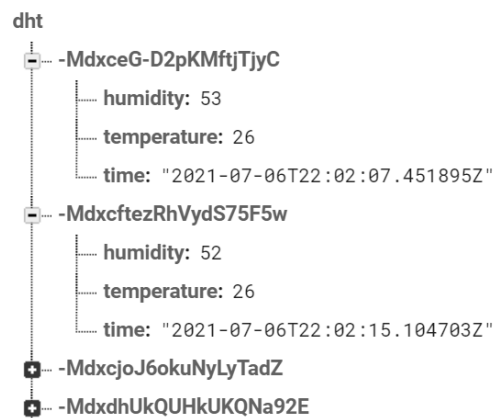 dht
-MdxceG-D2pKMftjTjyC
humidity: 53
temperature: 26
time: "2021-07-06T22:02:07.451895Z"
-MdxcftezRhVydS75F5w
humidity: 52
temperature: 26
time: "2021-07-06T22:02:15.104703Z"
-MdxcjoJ6okuNyLyTadZ
-MdxdhUkQUHkUKQNa92E